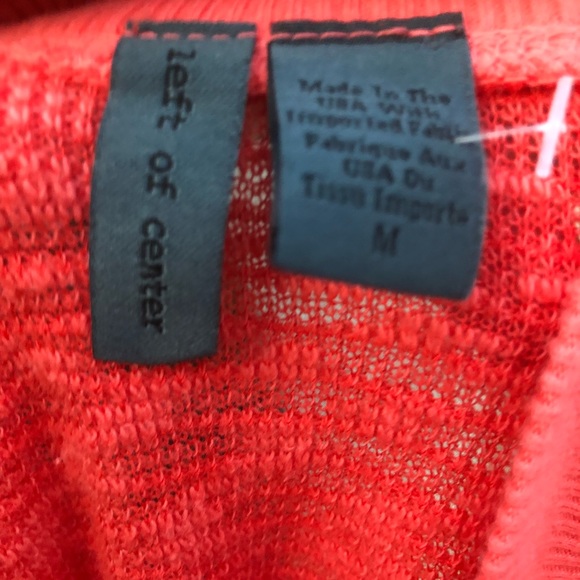 left of center
Made In The
USA With
Imported Fabric
Fabrique Aux
USA Du
Tissu Importe
M